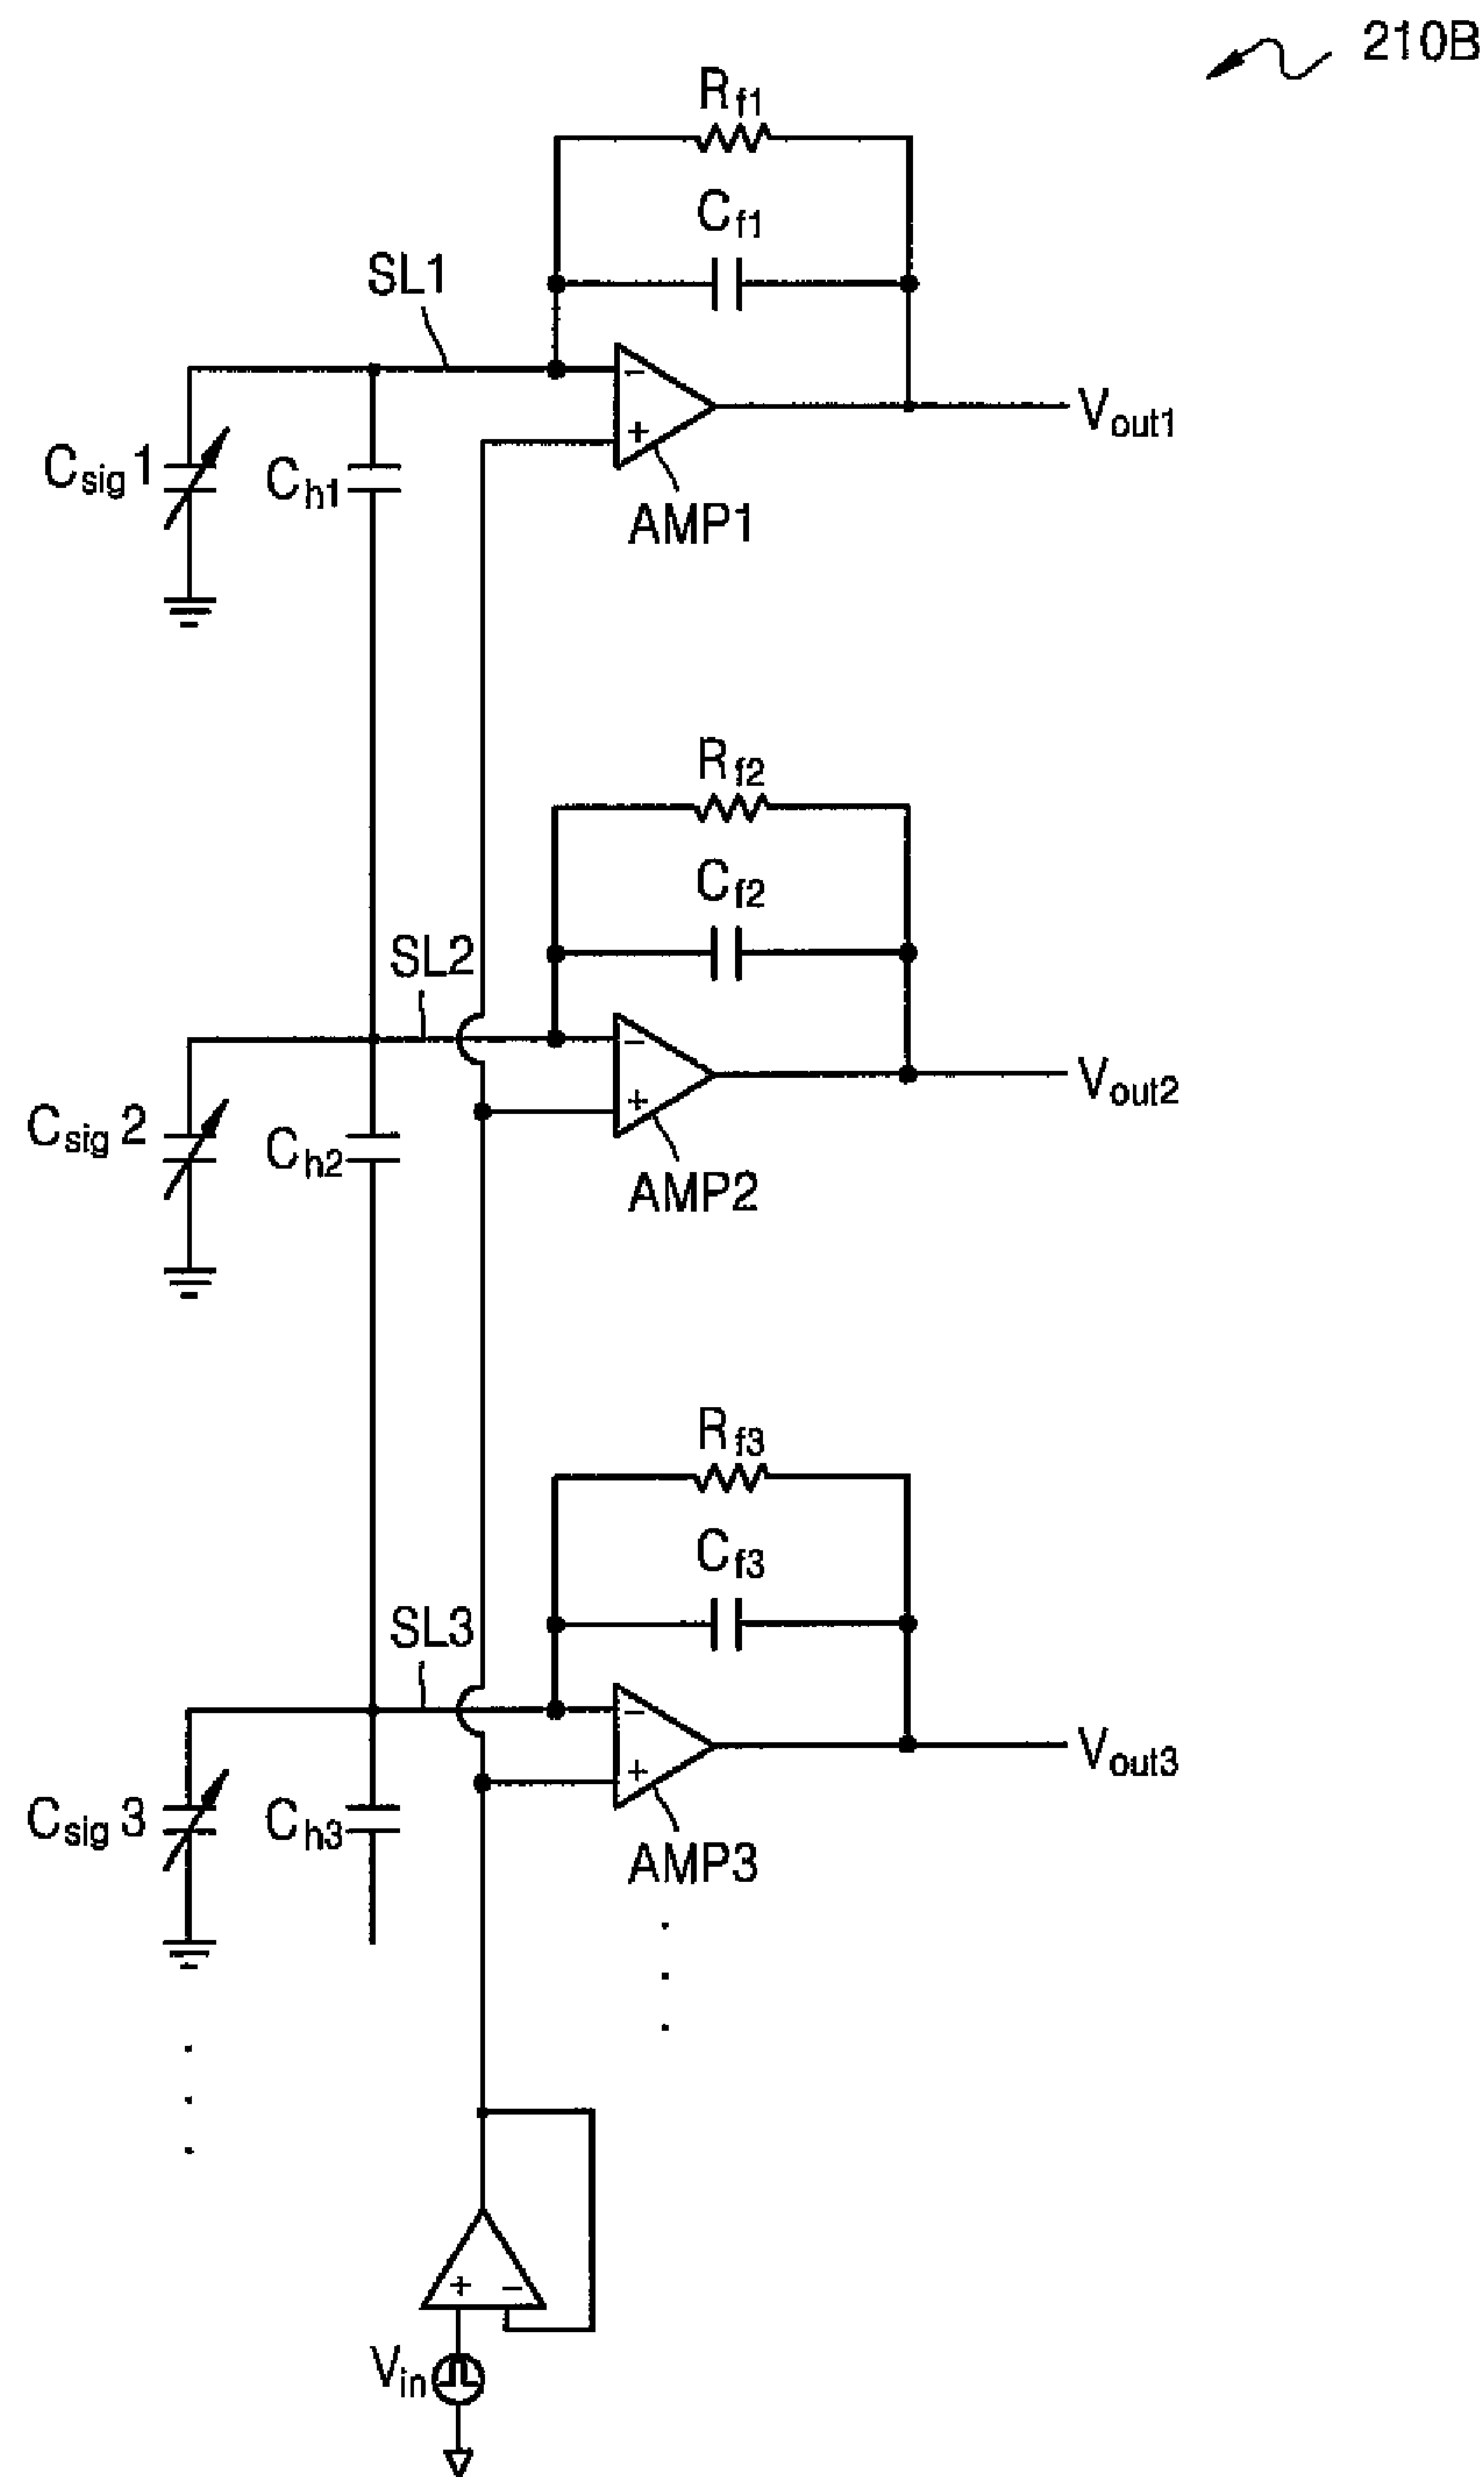 210B
Rf1
Cf1
SL1
Csig1
Ch1
−
+
AMP1
Vout1
Rf2
Cf2
SL2
Csig2
Ch2
−
+
AMP2
Vout2
Rf3
Cf3
SL3
Csig3
Ch3
−
+
AMP3
Vout3
+ −
Vin